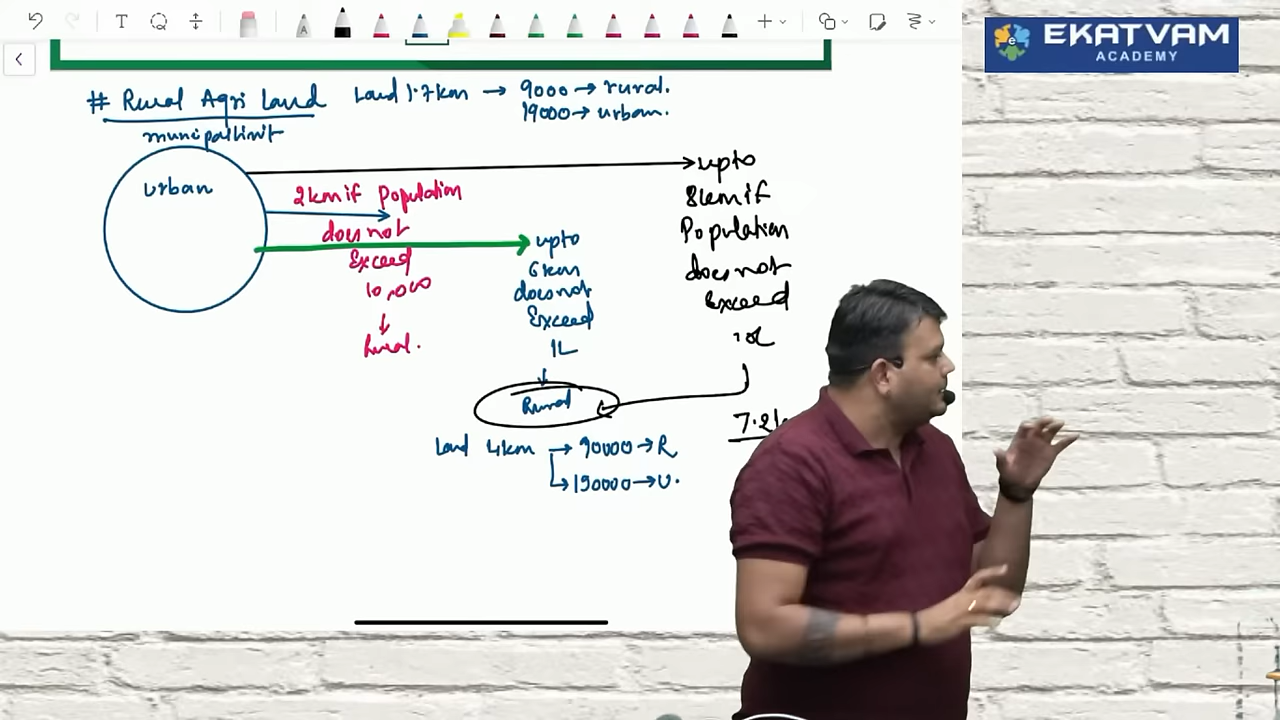 EKATVAM
ACADEMY
# Rural Agri Land
Land 1.7km → 9000 → rural.
19000 → urban.
municipal limit
urban
2km if Population
does not
Exceed
10,000
↓
Rural.
upto
6km
does not
Exceed
1L
↓
Rural
upto
8km if
Population
does not
Exceed
10L
Land 4km → 90000 → R
→ 190000 → U.